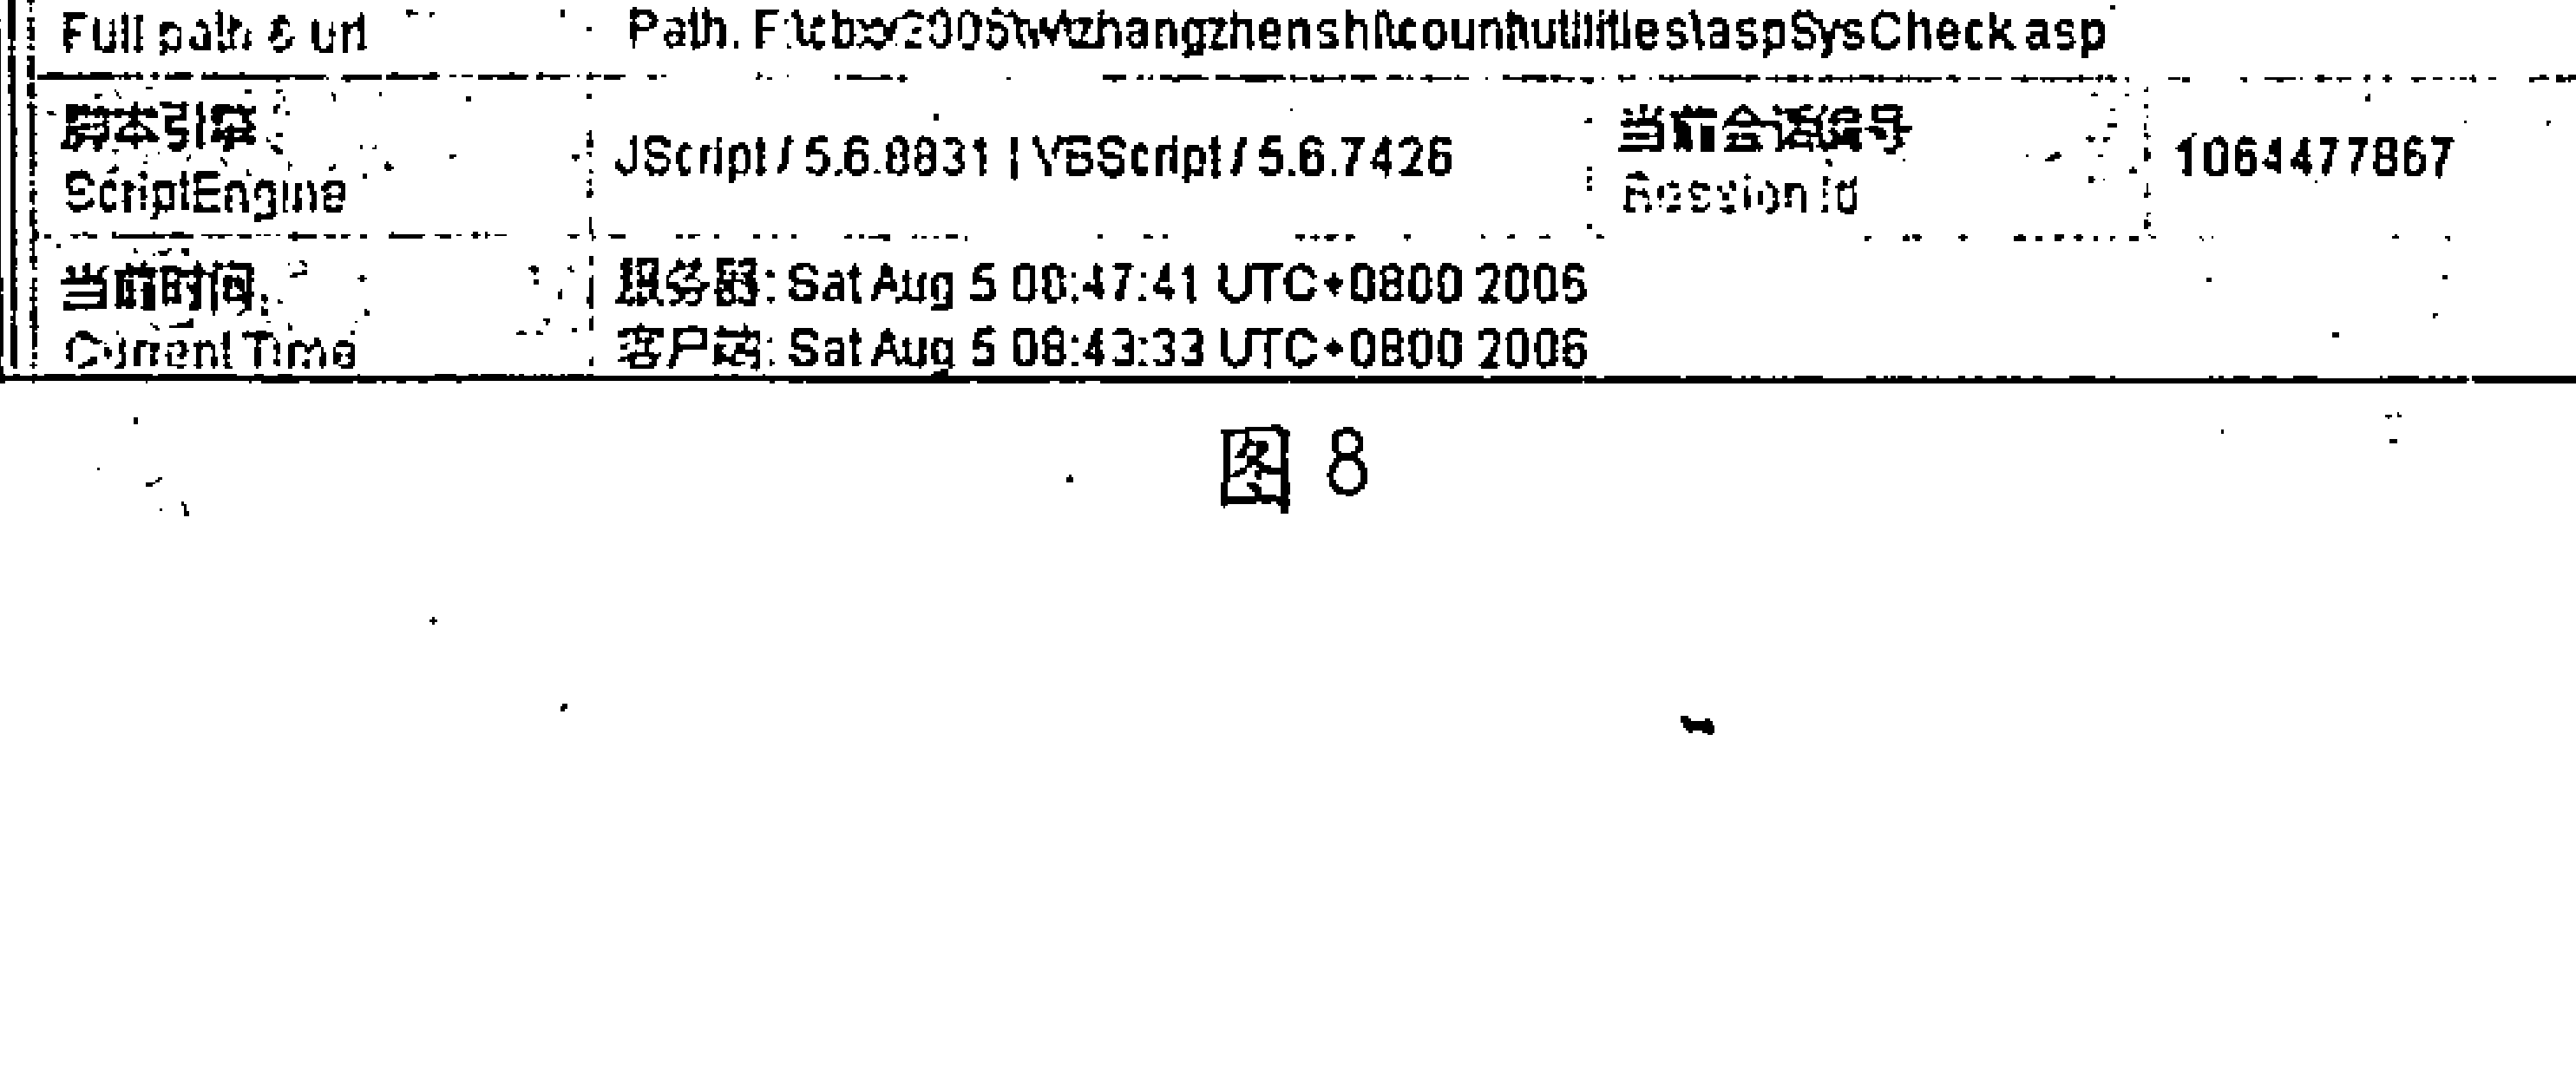 Full path & url Path. zhangzhenshi\count\utilities\aspSysCheck.asp
脚本引擎 当前会话编号
JScript / 5.6.8831 | VBScript / 5.6.7426 1064477867
ScriptEngine Session Id
当前时间 服务器: Sat Aug 5 08:47:41 UTC+0800 2006
Current Time 客户端: Sat Aug 5 08:43:33 UTC+0800 2006
图 8